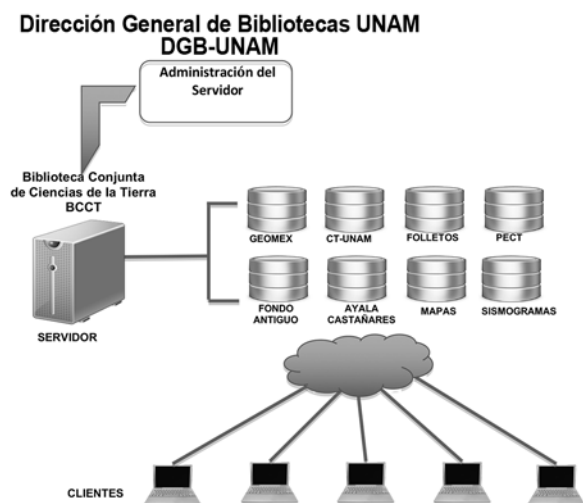 Dirección General de Bibliotecas UNAM
DGB-UNAM
Administración del
Servidor
Biblioteca Conjunta
de Ciencias de la Tierra
BCCT
GEOMEX
CT-UNAM
FOLLETOS
PECT
FONDO
ANTIGUO
AYALA
CASTAÑARES
MAPAS
SISMOGRAMAS
SERVIDOR
CLIENTES